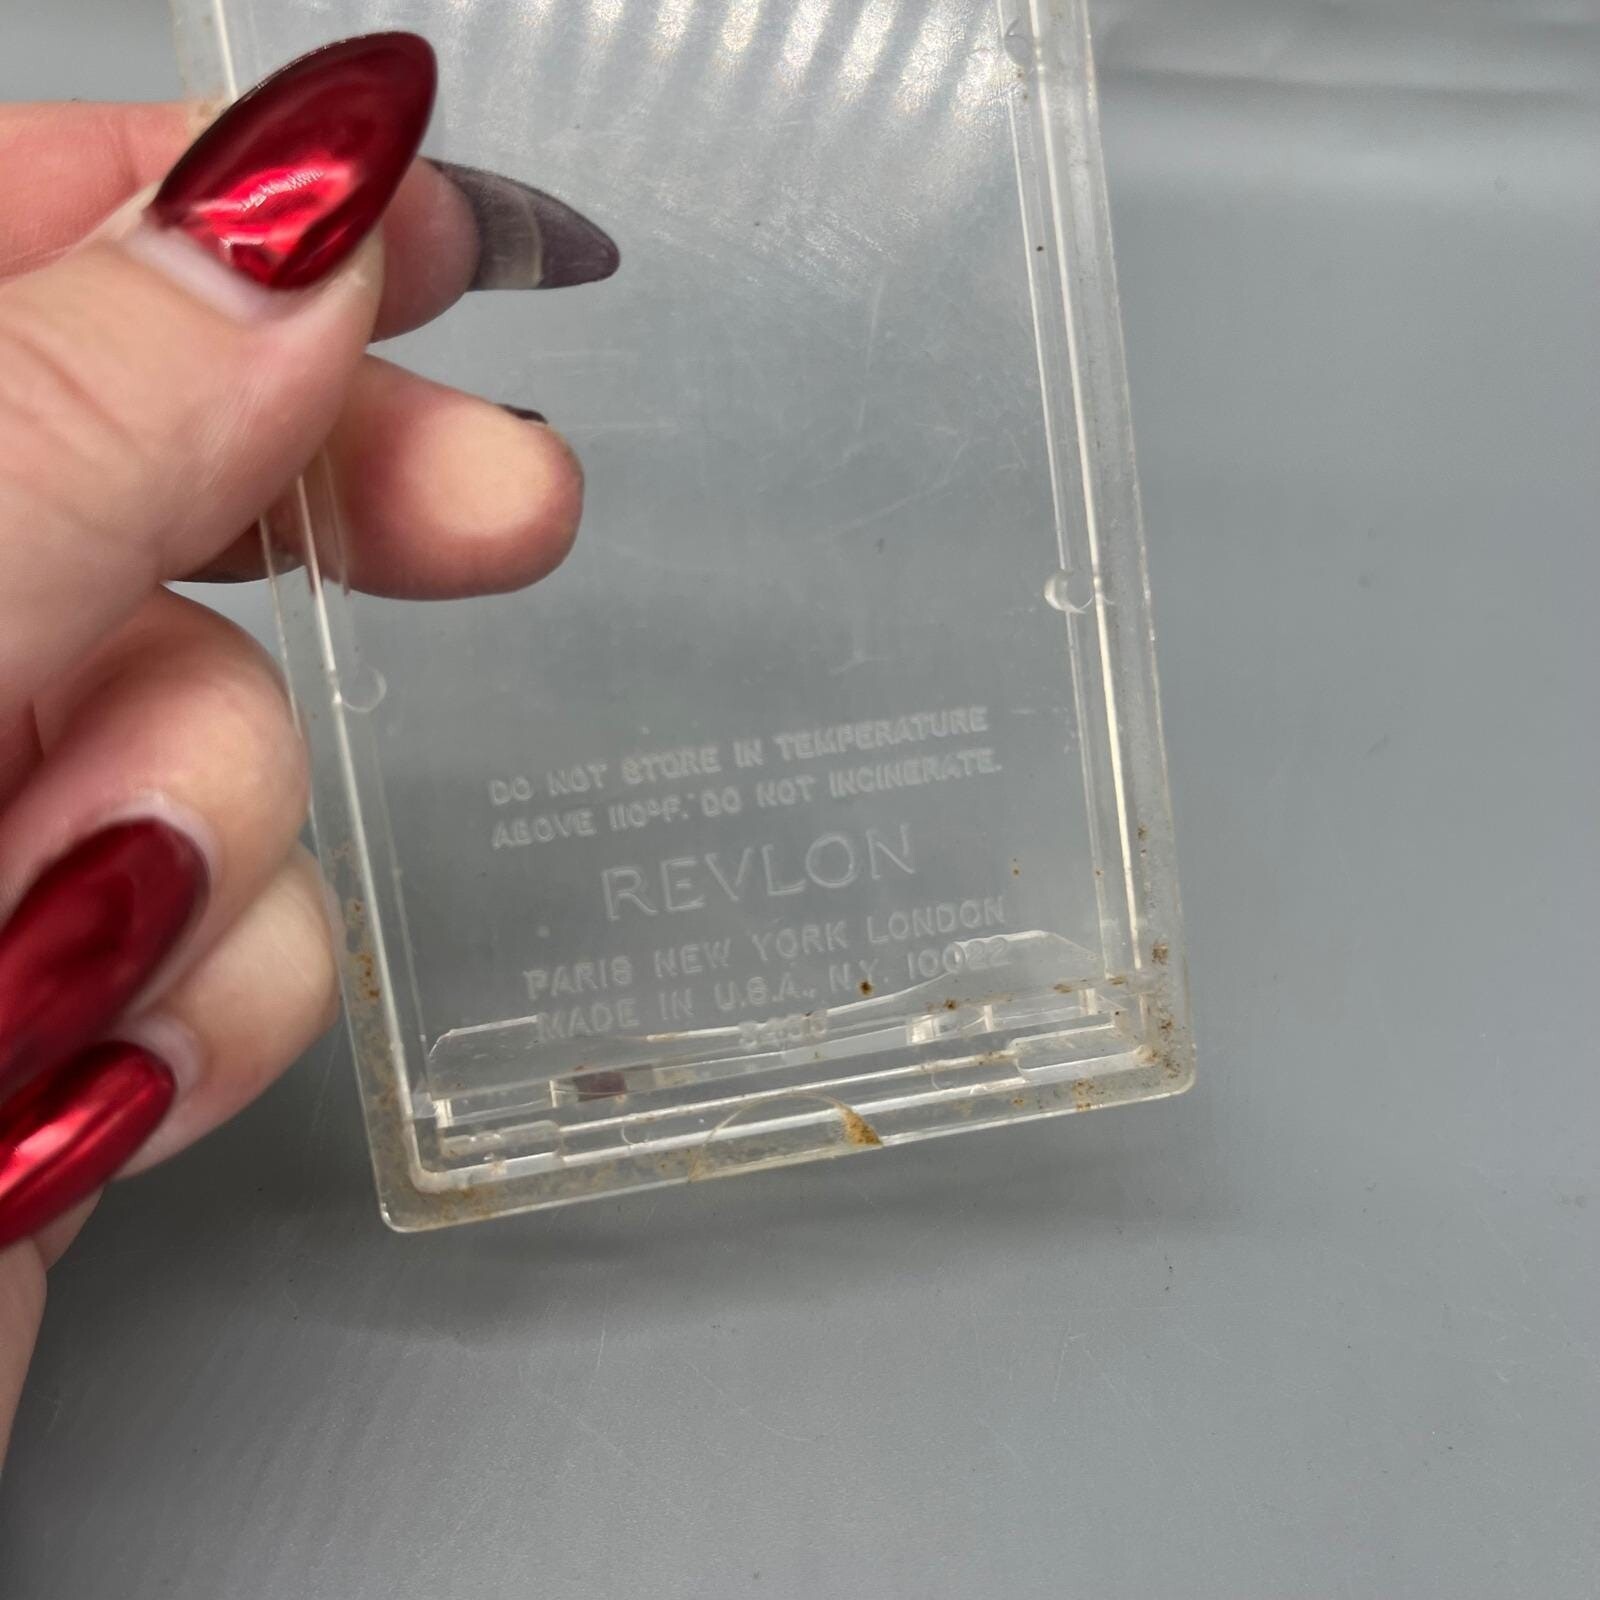 DO NOT STORE IN TEMPERATURE
ABOVE 110°F. DO NOT INCINERATE.
REVLON
PARIS NEW YORK LONDON
MADE IN U.S.A., N.Y. 10022